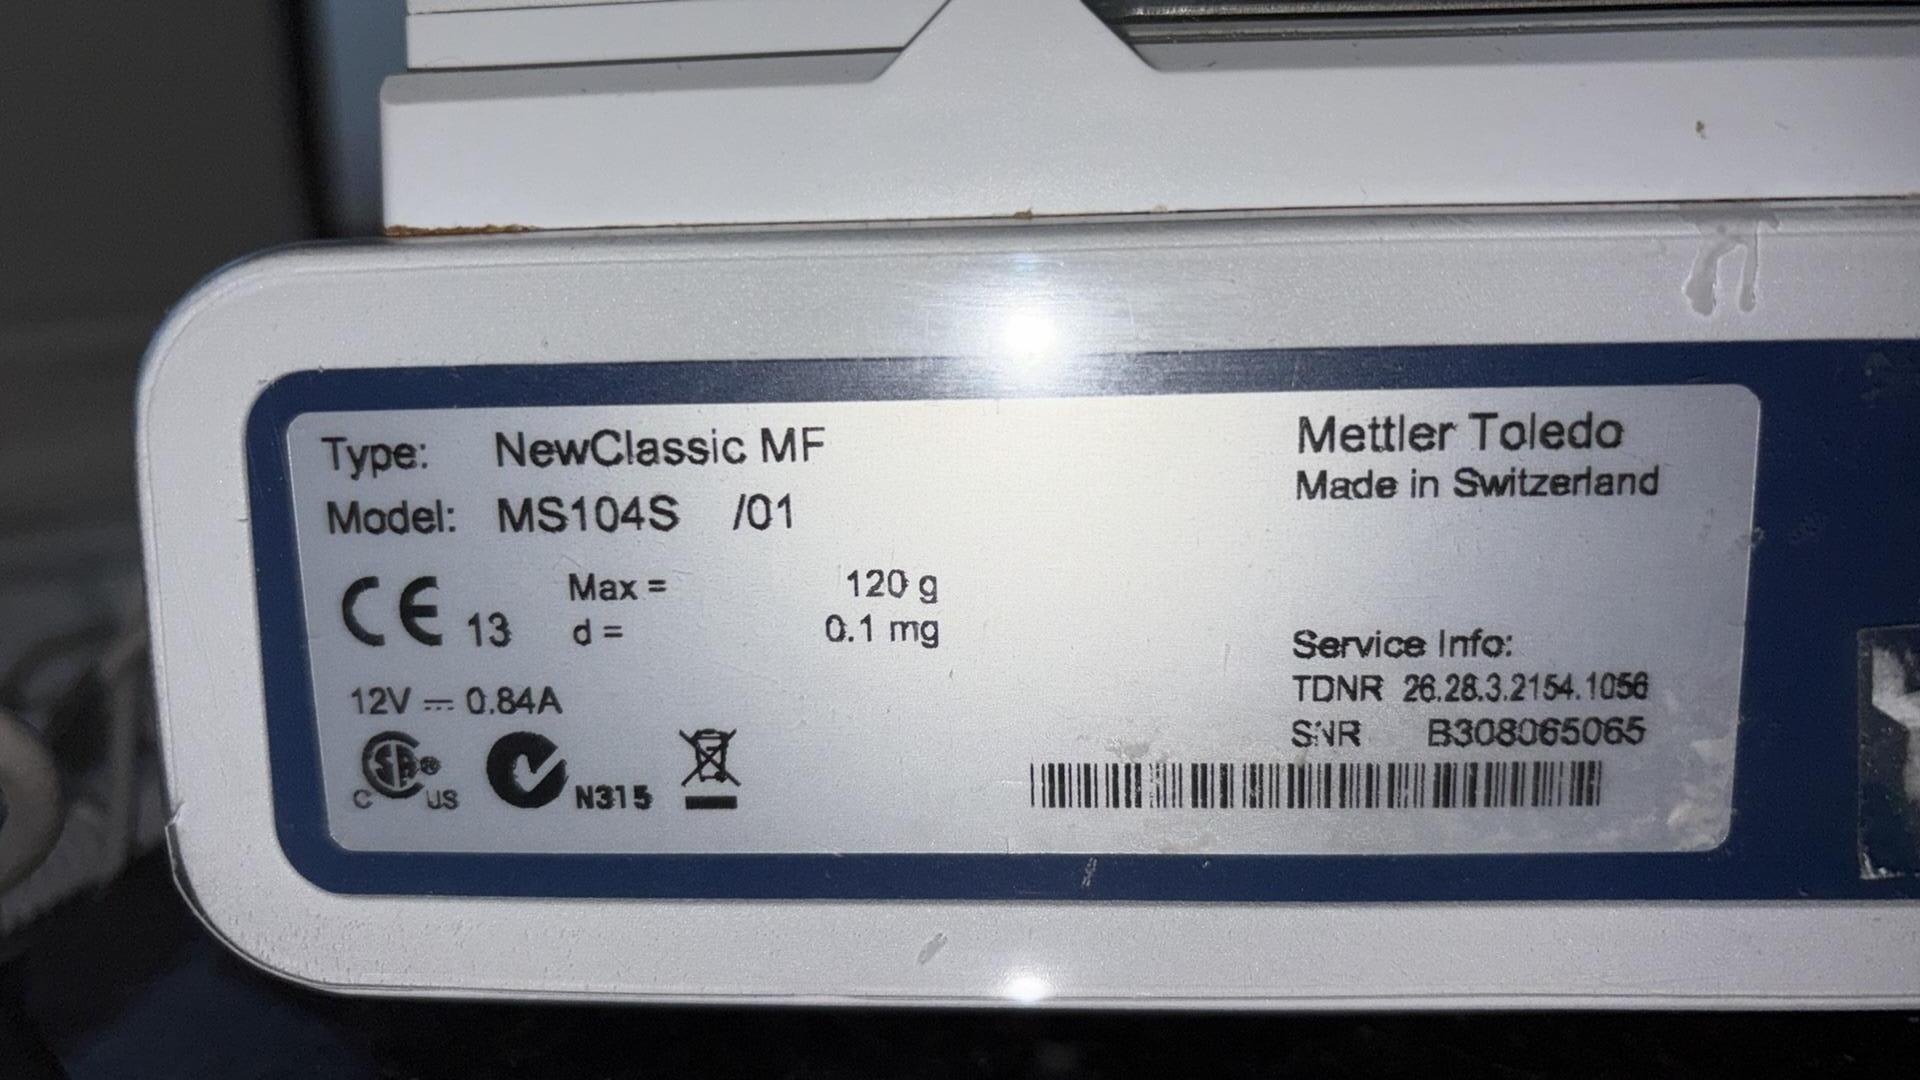 Type: NewClassic MF
Model: MS104S /01
CE 13
Max = 120 g
d = 0.1 mg
12V ⎓ 0.84A
C SA® US
N315
Mettler Toledo
Made in Switzerland
Service Info:
TDNR 26.28.3.2154.1056
SNR B308065065